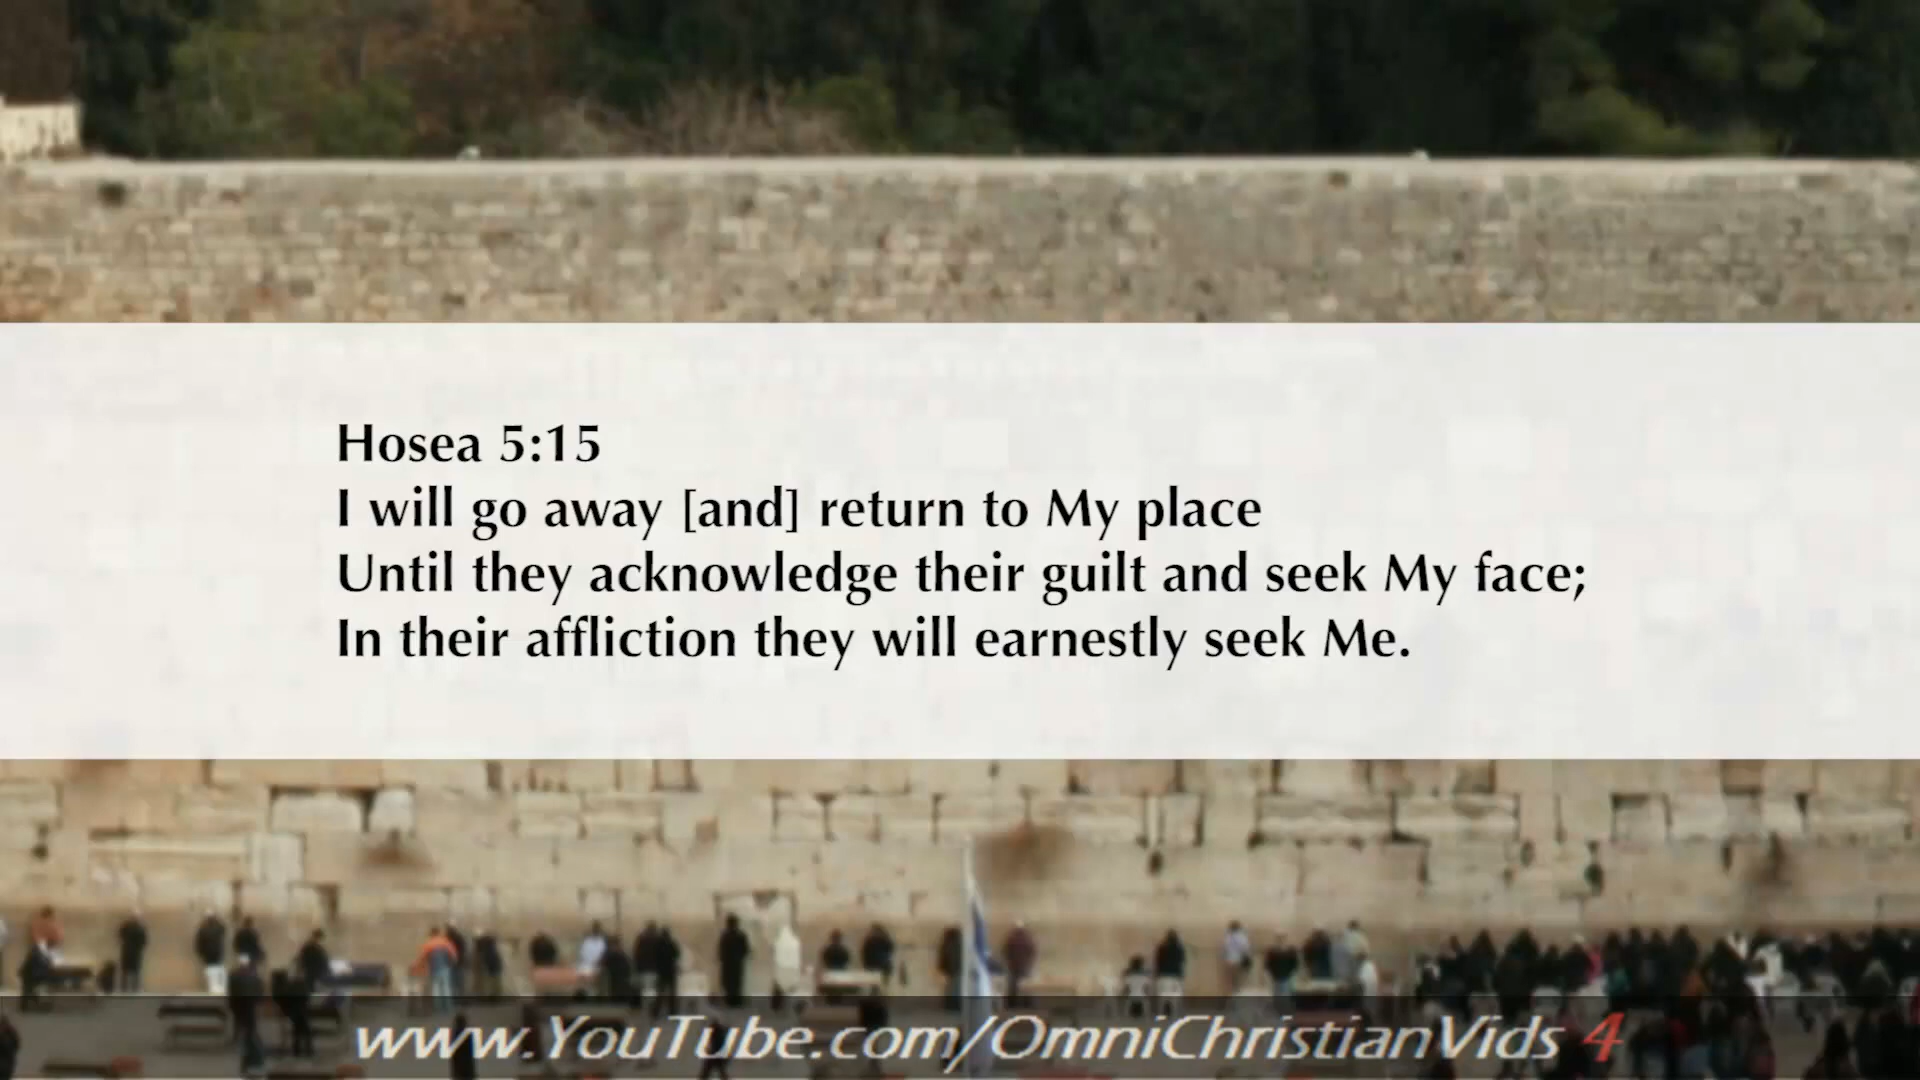 Hosea 5:15
I will go away [and] return to My place
Until they acknowledge their guilt and seek My face;
In their affliction they will earnestly seek Me.
www.YouTube.com/OmniChristianVids 4